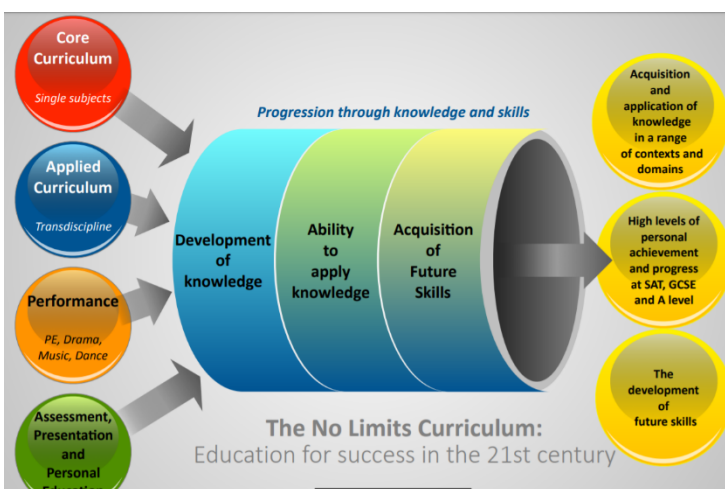 Core
Curriculum
Single subjects
Applied
Curriculum
Transdiscipline
Performance
PE, Drama,
Music, Dance
Assessment,
Presentation
and
Personal
Education
Progression through knowledge and skills
Development
of
knowledge
Ability
to
apply
knowledge
Acquisition
of
Future
Skills
Acquisition
and
application of
knowledge
in a range
of contexts and
domains
High levels of
personal
achievement
and progress
at SAT, GCSE
and A level
The
development
of
future skills
The No Limits Curriculum:
Education for success in the 21st century